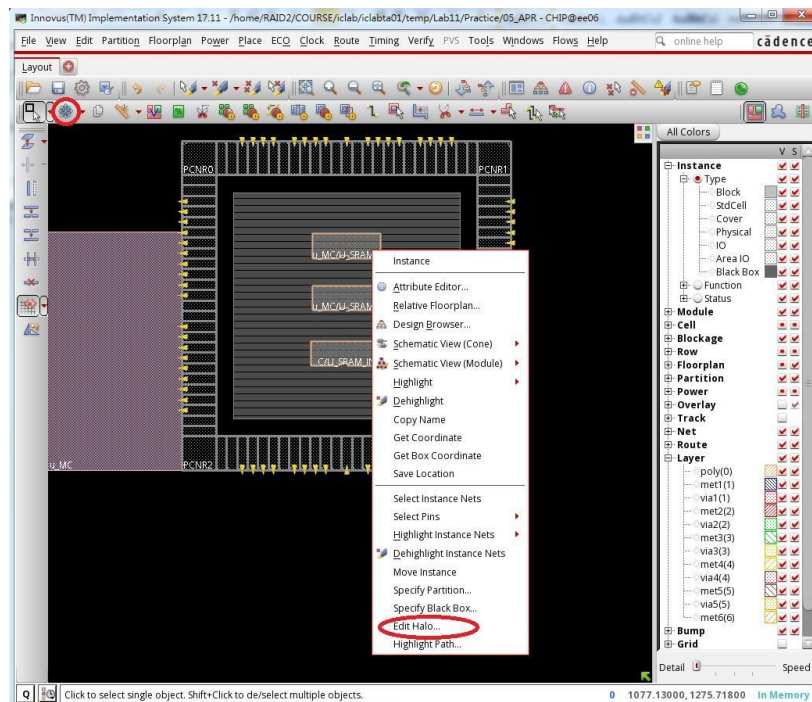 Innovus(TM) Implementation System 17.11 - /home/RAID2/COURSE/iclab/iclabta01/temp/Lab11/Practice/05_APR - CHIP@ee06
File View Edit Partition Floorplan Power Place ECO Clock Route Timing Verify PVS Tools Windows Flows Help
online help
cādence
Layout
All Colors
V S
Instance
Type
Block
StdCell
Cover
Physical
IO
Area IO
Black Box
Function
Status
Module
Cell
Blockage
Row
Floorplan
Partition
Power
Overlay
Track
Net
Route
Layer
poly(0)
met1(1)
via1(1)
met2(2)
via2(2)
met3(3)
via3(3)
met4(4)
via4(4)
met5(5)
via5(5)
met6(6)
Bump
Grid
Detail
Speed
PCNR0
PCNR1
u_MC/U_SRAM
u_MC/U_SRAM
C/U_SRAM_IN
u_MC
PCNR2
Instance
Attribute Editor...
Relative Floorplan...
Design Browser...
Schematic View (Cone)
Schematic View (Module)
Highlight
Dehighlight
Copy Name
Get Coordinate
Get Box Coordinate
Save Location
Select Instance Nets
Select Pins
Highlight Instance Nets
Dehighlight Instance Nets
Move Instance
Specify Partition...
Specify Black Box...
Edit Halo...
Highlight Path...
Q
Click to select single object. Shift+Click to de/select multiple objects.
0
1077.13000, 1275.71800
In Memory